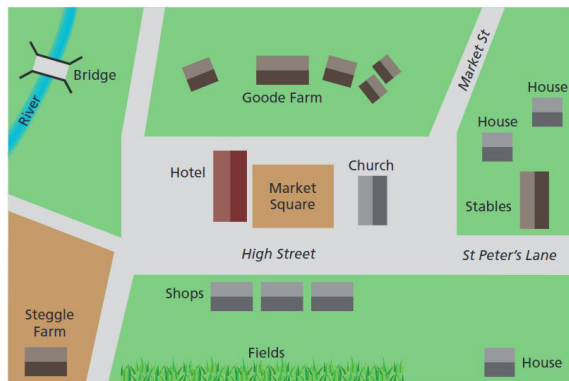 Bridge
River
Goode Farm
Market St
House
House
Hotel
Market
Square
Church
Stables
High Street
St Peter's Lane
Shops
Steggle
Farm
Fields
House